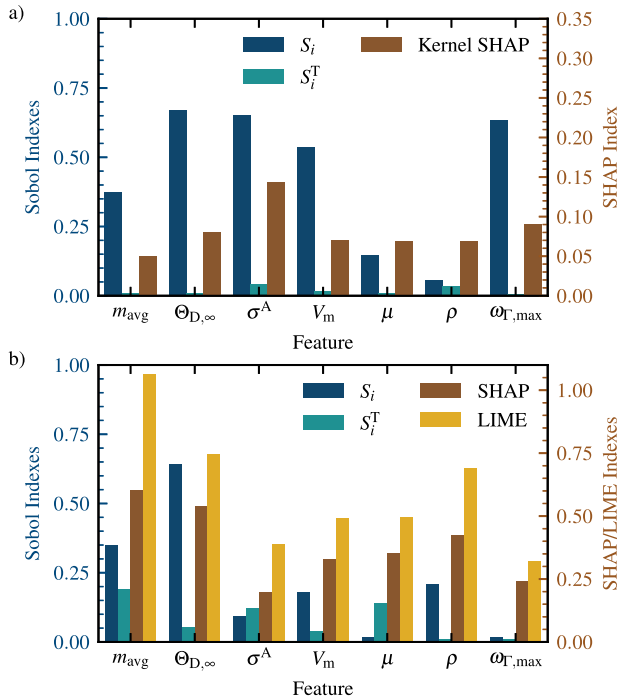 a)
1.00
0.75
0.50
0.25
0.00
Sobol Indexes
S_i
S_i^T
Kernel SHAP
0.35
0.30
0.25
0.20
0.15
0.10
0.05
0.00
SHAP Index
m_avg Θ_D,∞ σ^A V_m μ ρ ω_Γ,max
Feature
b)
1.00
0.75
0.50
0.25
0.00
Sobol Indexes
S_i
S_i^T
SHAP
LIME
1.00
0.75
0.50
0.25
0.00
SHAP/LIME Indexes
m_avg Θ_D,∞ σ^A V_m μ ρ ω_Γ,max
Feature